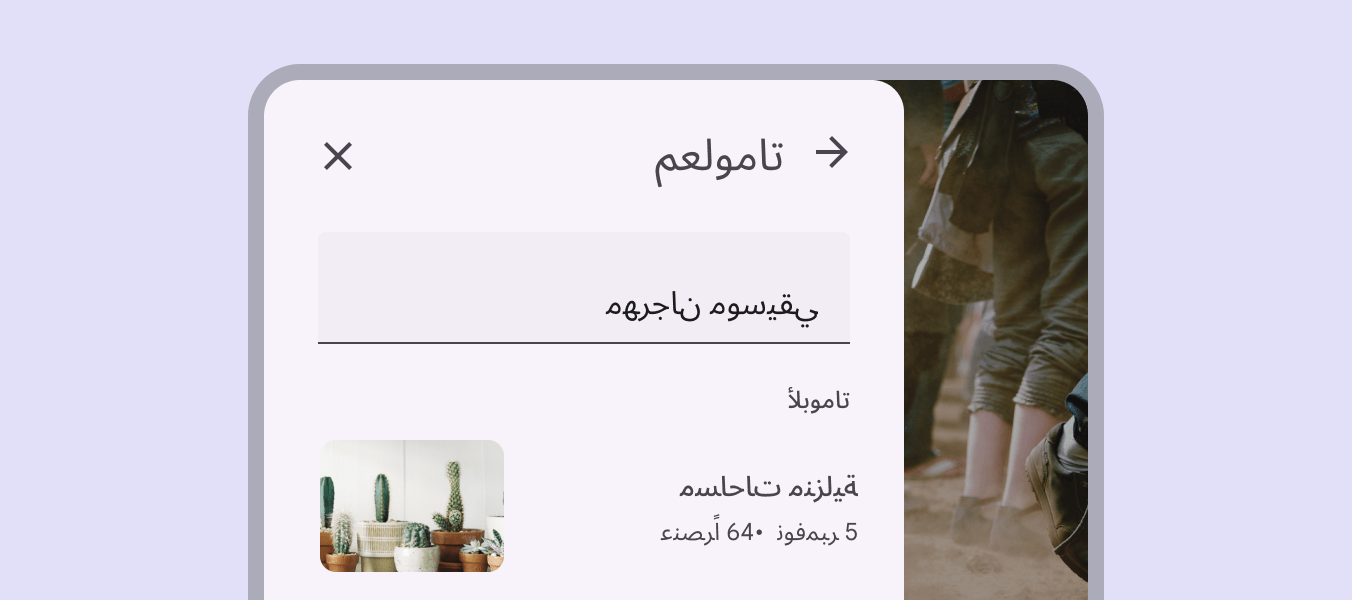 تامولعم
يقيسوم ناجرهم
تاموبلأ
ةيلزنم تاحاسم
5 ربمفون •64 اًرصنع